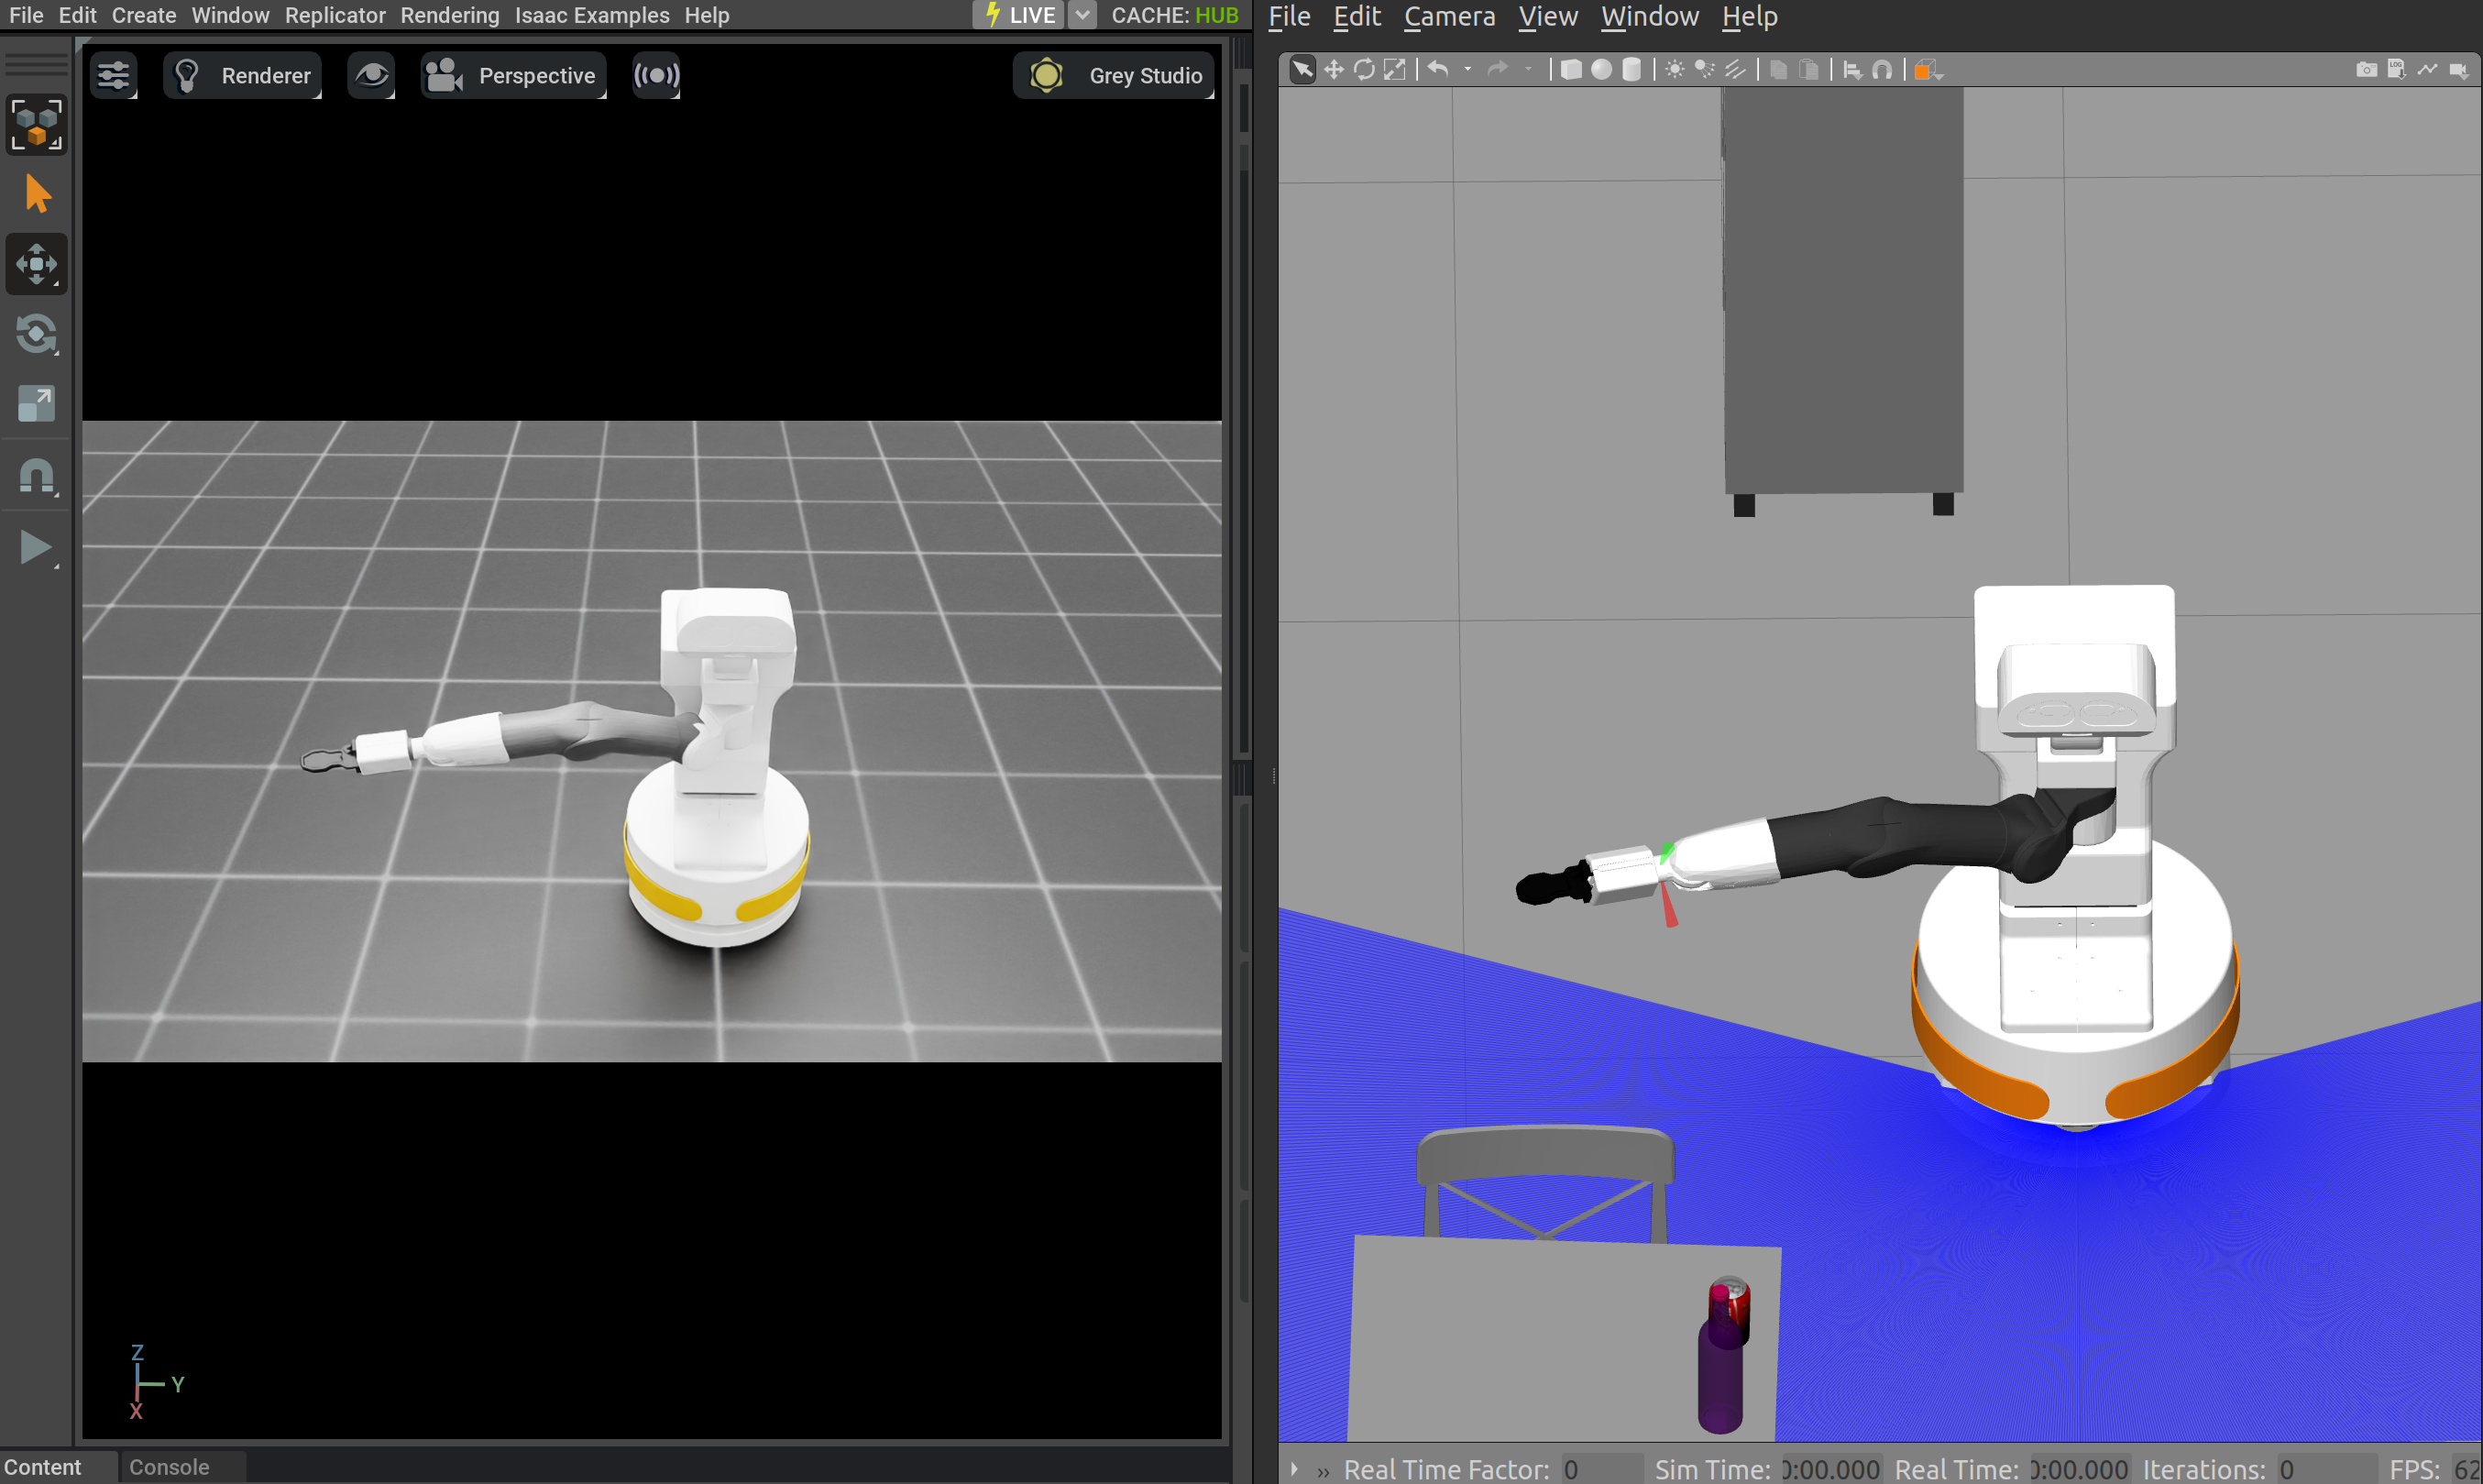 File Edit Create Window Replicator Rendering Isaac Examples Help LIVE CACHE: HUB
Renderer Perspective Grey Studio
Z
Y
X
Content Console
File Edit Camera View Window Help
LOG
Real Time Factor: 0 Sim Time: 0:00.000 Real Time: 0:00.000 Iterations: 0 FPS: 62